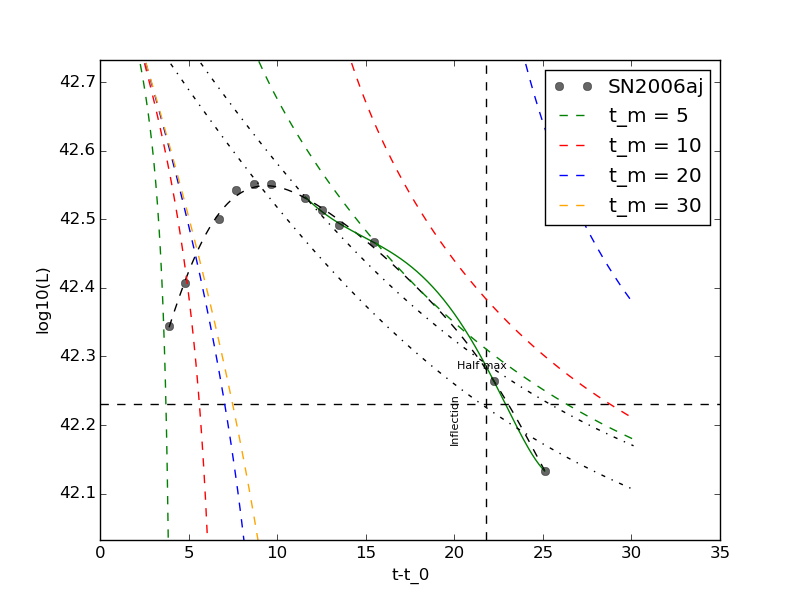 42.7
42.6
42.5
42.4
42.3
42.2
42.1
log10(L)
SN2006aj
t_m = 5
t_m = 10
t_m = 20
t_m = 30
Half max
Inflection
0 5 10 15 20 25 30 35
t-t_0